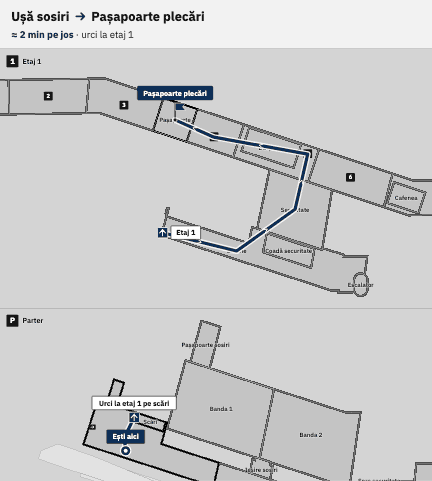 Ușă sosiri → Pașapoarte plecări
≈ 2 min pe jos · urci la etaj 1
1 Etaj 1
2
3
Pașapoarte plecări
6
Cafenea
Etaj 1
Coadă securitate
Escalator
P Parter
Pașapoarte sosiri
Urci la etaj 1 pe scări
Scări
Banda 1
Ești aici
Banda 2
Ieșire sosiri